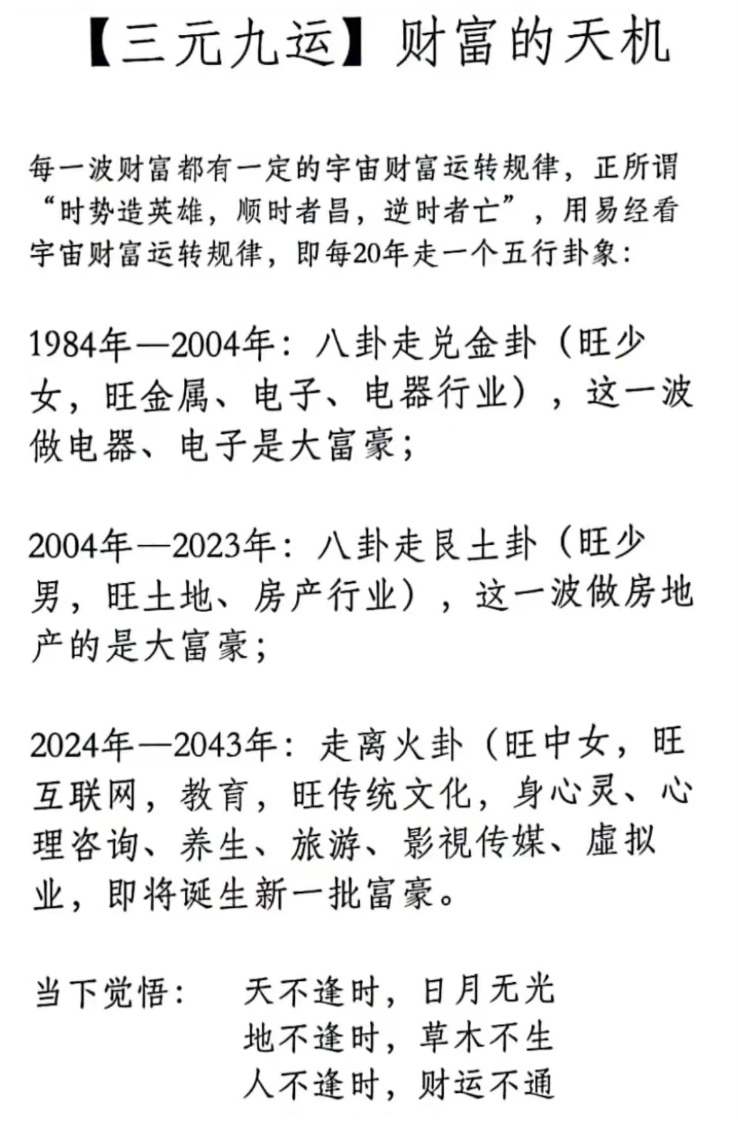 【三元九运】财富的天机
每一波财富都有一定的宇宙财富运转规律，正所谓
“时势造英雄，顺时者昌，逆时者亡”，用易经看
宇宙财富运转规律，即每20年走一个五行卦象：
1984年—2004年：八卦走兑金卦（旺少
女，旺金属、电子、电器行业），这一波
做电器、电子是大富豪；
2004年—2023年：八卦走艮土卦（旺少
男，旺土地、房产行业），这一波做房地
产的是大富豪；
2024年—2043年：走离火卦（旺中女，旺
互联网，教育，旺传统文化，身心灵、心
理咨询、养生、旅游、影視传媒、虚拟
业，即将诞生新一批富豪。
当下觉悟： 天不逢时，日月无光
地不逢时，草木不生
人不逢时，财运不通